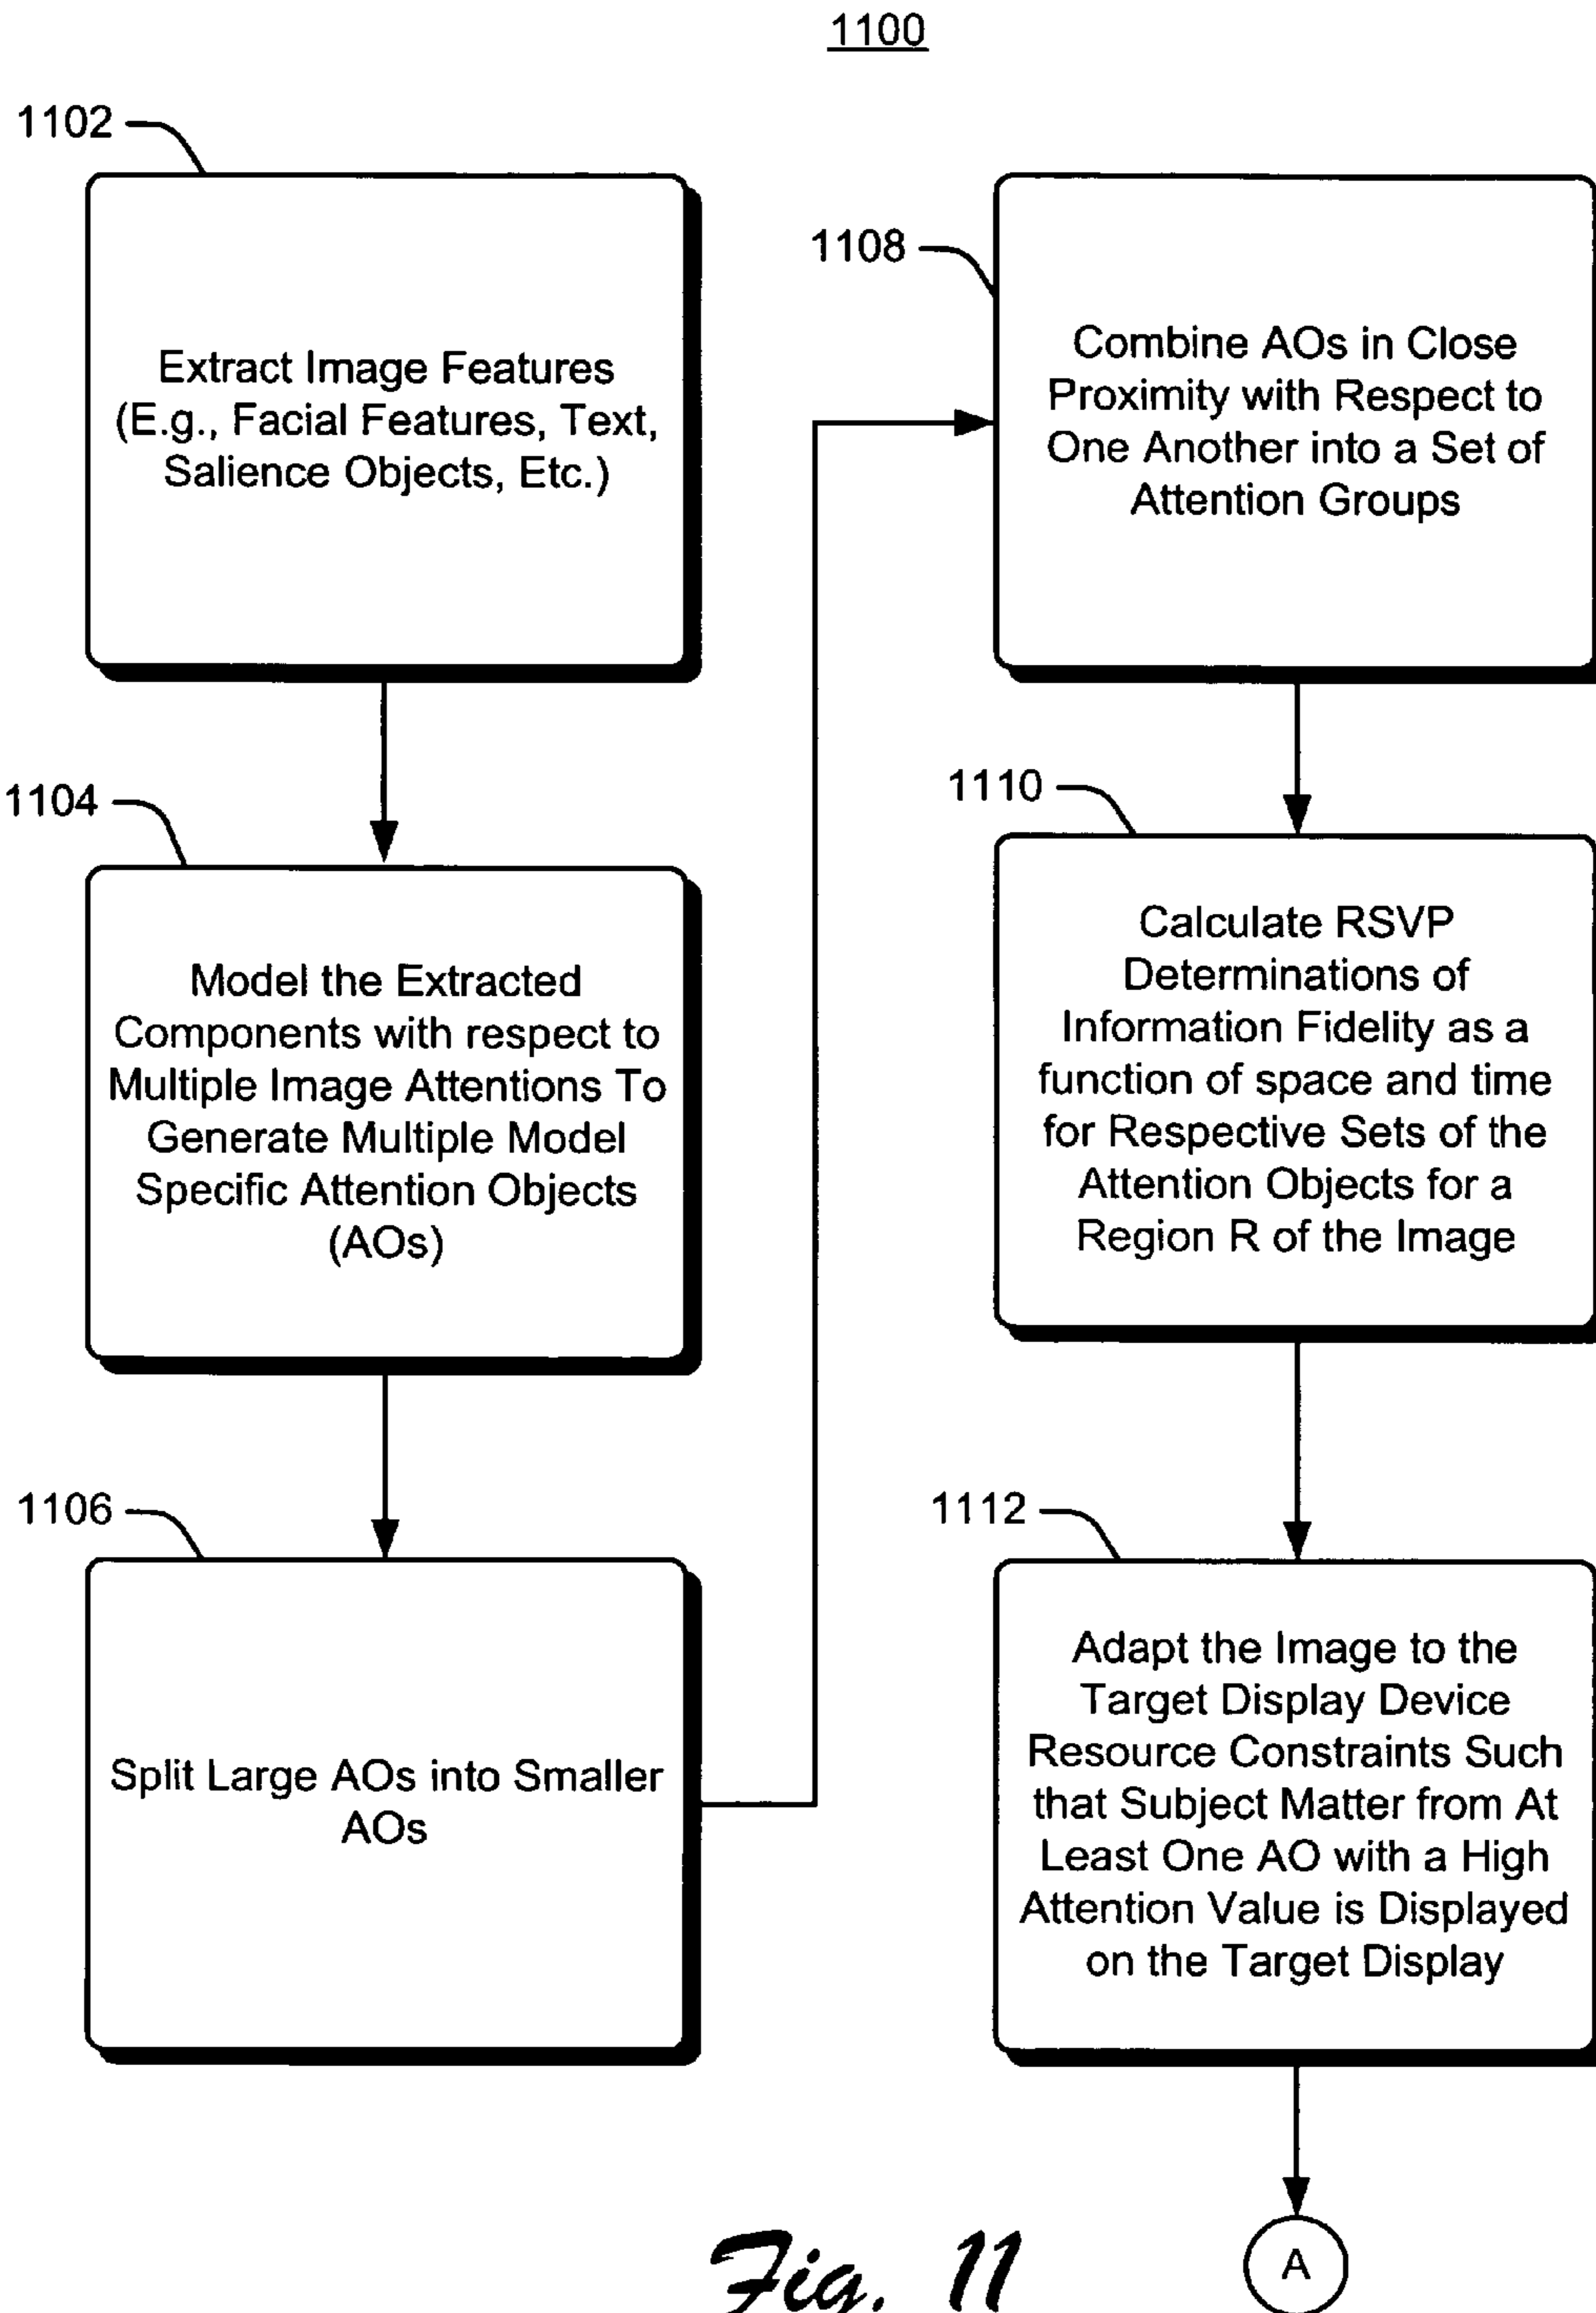 1100
1102
Extract Image Features
(E.g., Facial Features, Text,
Salience Objects, Etc.)
1104
Model the Extracted
Components with respect to
Multiple Image Attentions To
Generate Multiple Model
Specific Attention Objects
(AOs)
1106
Split Large AOs into Smaller
AOs
1108
Combine AOs in Close
Proximity with Respect to
One Another into a Set of
Attention Groups
1110
Calculate RSVP
Determinations of
Information Fidelity as a
function of space and time
for Respective Sets of the
Attention Objects for a
Region R of the Image
1112
Adapt the Image to the
Target Display Device
Resource Constraints Such
that Subject Matter from At
Least One AO with a High
Attention Value is Displayed
on the Target Display
A
Fig. 11